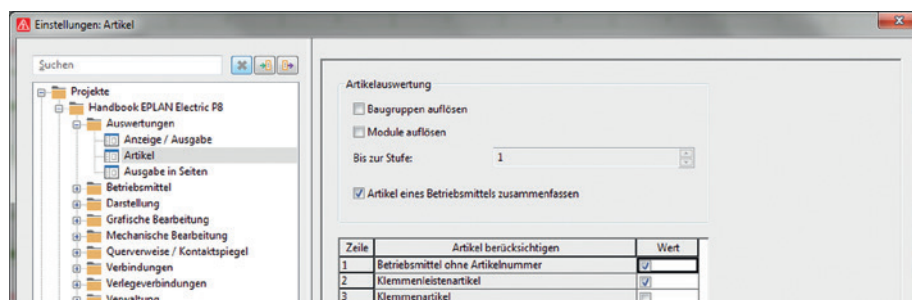 Einstellungen: Artikel
Suchen
Projekte
Handbook EPLAN Electric P8
Auswertungen
Anzeige / Ausgabe
Artikel
Ausgabe in Seiten
Betriebsmittel
Darstellung
Grafische Bearbeitung
Mechanische Bearbeitung
Querverweise / Kontaktspiegel
Verbindungen
Verlegeverbindungen
Verwaltung
Artikelauswertung
Baugruppen auflösen
Module auflösen
Bis zur Stufe: 1
Artikel eines Betriebsmittels zusammenfassen
Zeile Artikel berücksichtigen Wert
1 Betriebsmittel ohne Artikelnummer
2 Klemmenleistenartikel
3 Klemmenartikel